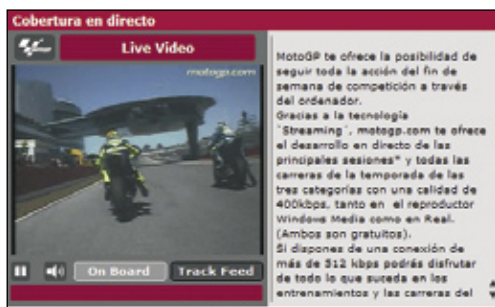 Cobertura en directo
Live Video
motogp.com
On Board
Track Feed
MotoGP te ofrece la posibilidad de
seguir toda la acción del fin de
semana de competición a través
del ordenador.
Gracias a la tecnología
`Streaming´, motogp.com te ofrece
el desarrollo en directo de las
principales sesiones* y todas las
carreras de la temporada de las
tres categorías con una calidad de
400kbps, tanto en el reproductor
Windows Media como en Real.
(Ambos son gratuitos).
Si dispones de una conexión de
más de 512 kbps podrás disfrutar
de todo lo que suceda en los
entrenamientos y las carreras del